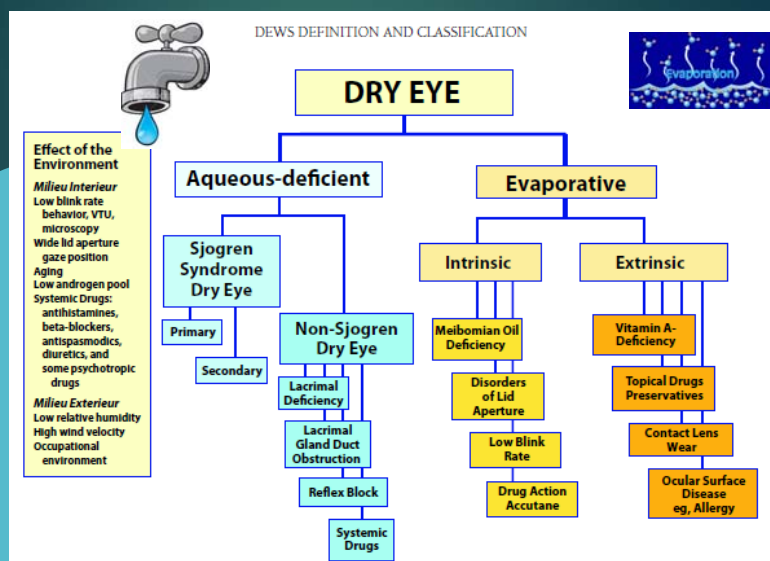 DEWS DEFINITION AND CLASSIFICATION
Evaporation
DRY EYE
Effect of the
Environment
Milieu Interieur
Low blink rate
behavior, VTU,
microscopy
Wide lid aperture
gaze position
Aging
Low androgen pool
Systemic Drugs:
antihistamines,
beta-blockers,
antispasmodics,
diuretics, and
some psychotropic
drugs
Milieu Exterieur
Low relative humidity
High wind velocity
Occupational
environment
Aqueous-deficient
Evaporative
Sjogren
Syndrome
Dry Eye
Primary
Secondary
Non-Sjogren
Dry Eye
Lacrimal
Deficiency
Lacrimal
Gland Duct
Obstruction
Reflex Block
Systemic
Drugs
Intrinsic
Meibomian Oil
Deficiency
Disorders
of Lid
Aperture
Low Blink
Rate
Drug Action
Accutane
Extrinsic
Vitamin A-
Deficiency
Topical Drugs
Preservatives
Contact Lens
Wear
Ocular Surface
Disease
eg, Allergy